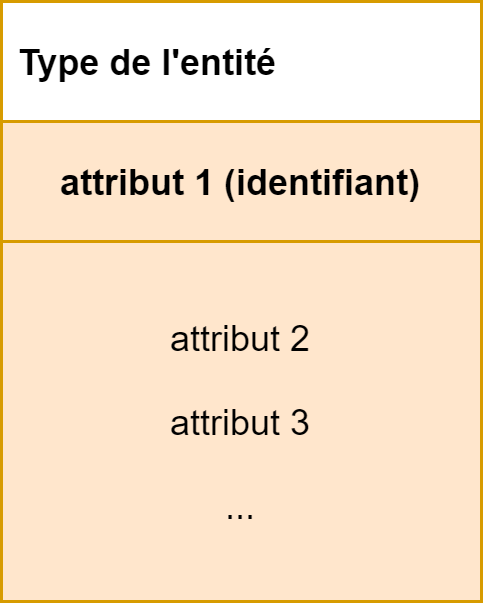 Type de l'entité
attribut 1 (identifiant)
attribut 2
attribut 3
...